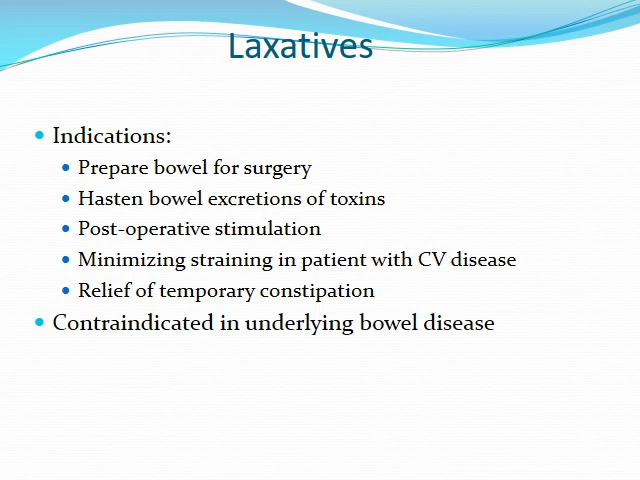 Laxatives
Indications:
Prepare bowel for surgery
Hasten bowel excretions of toxins
Post-operative stimulation
Minimizing straining in patient with CV disease
Relief of temporary constipation
Contraindicated in underlying bowel disease